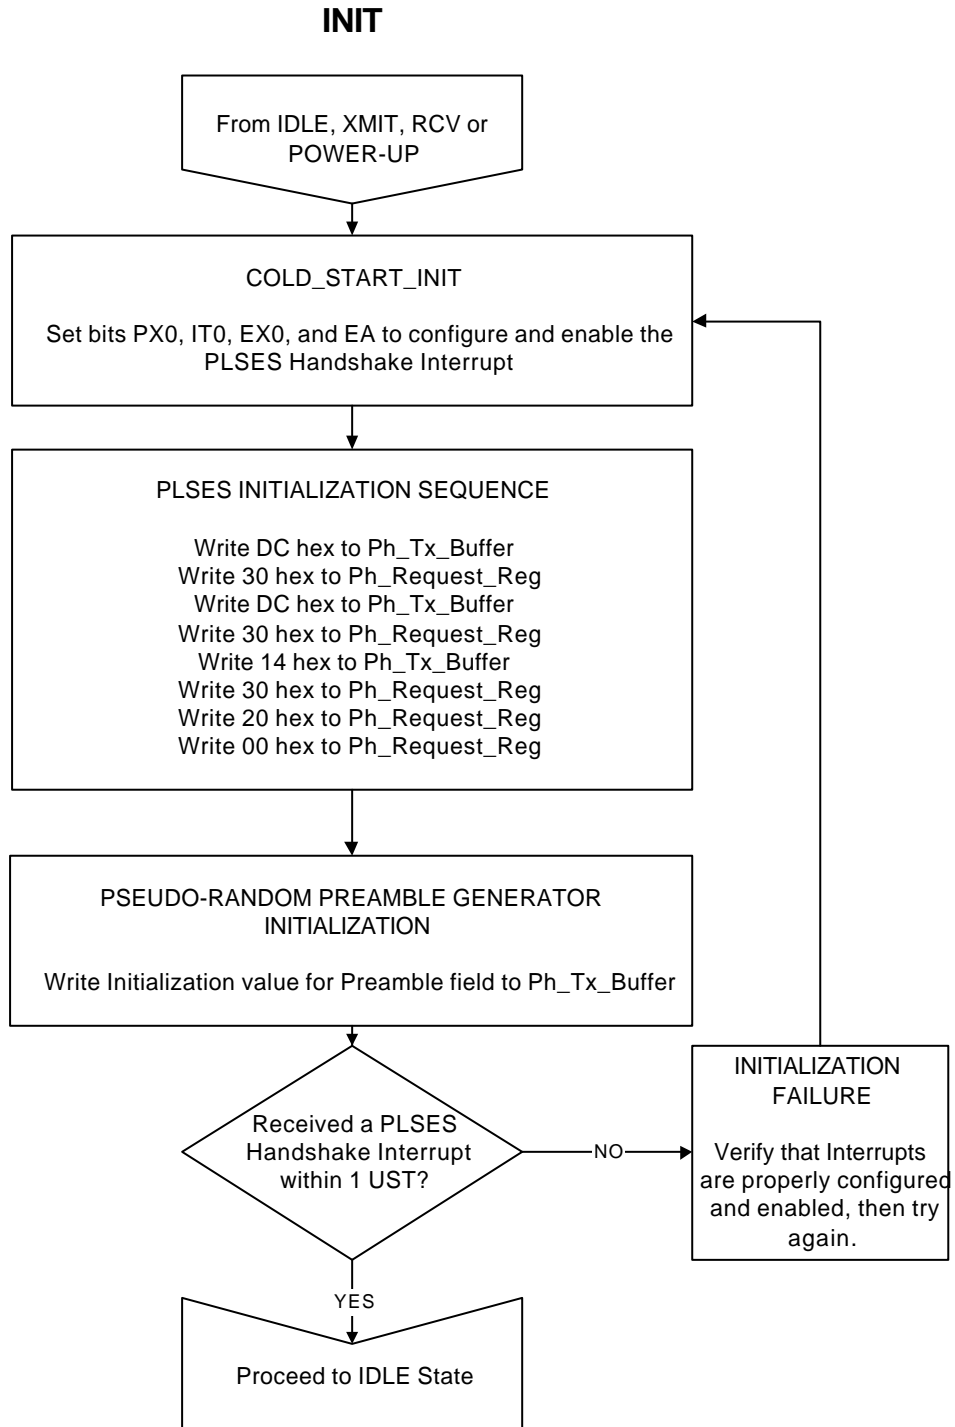 INIT
From IDLE, XMIT, RCV or
POWER-UP
COLD_START_INIT
Set bits PX0, IT0, EX0, and EA to configure and enable the
PLSES Handshake Interrupt
PLSES INITIALIZATION SEQUENCE
Write DC hex to Ph_Tx_Buffer
Write 30 hex to Ph_Request_Reg
Write DC hex to Ph_Tx_Buffer
Write 30 hex to Ph_Request_Reg
Write 14 hex to Ph_Tx_Buffer
Write 30 hex to Ph_Request_Reg
Write 20 hex to Ph_Request_Reg
Write 00 hex to Ph_Request_Reg
PSEUDO-RANDOM PREAMBLE GENERATOR
INITIALIZATION
Write Initialization value for Preamble field to Ph_Tx_Buffer
Received a PLSES
Handshake Interrupt
within 1 UST?
NO
INITIALIZATION
FAILURE
Verify that Interrupts
are properly configured
and enabled, then try
again.
YES
Proceed to IDLE State